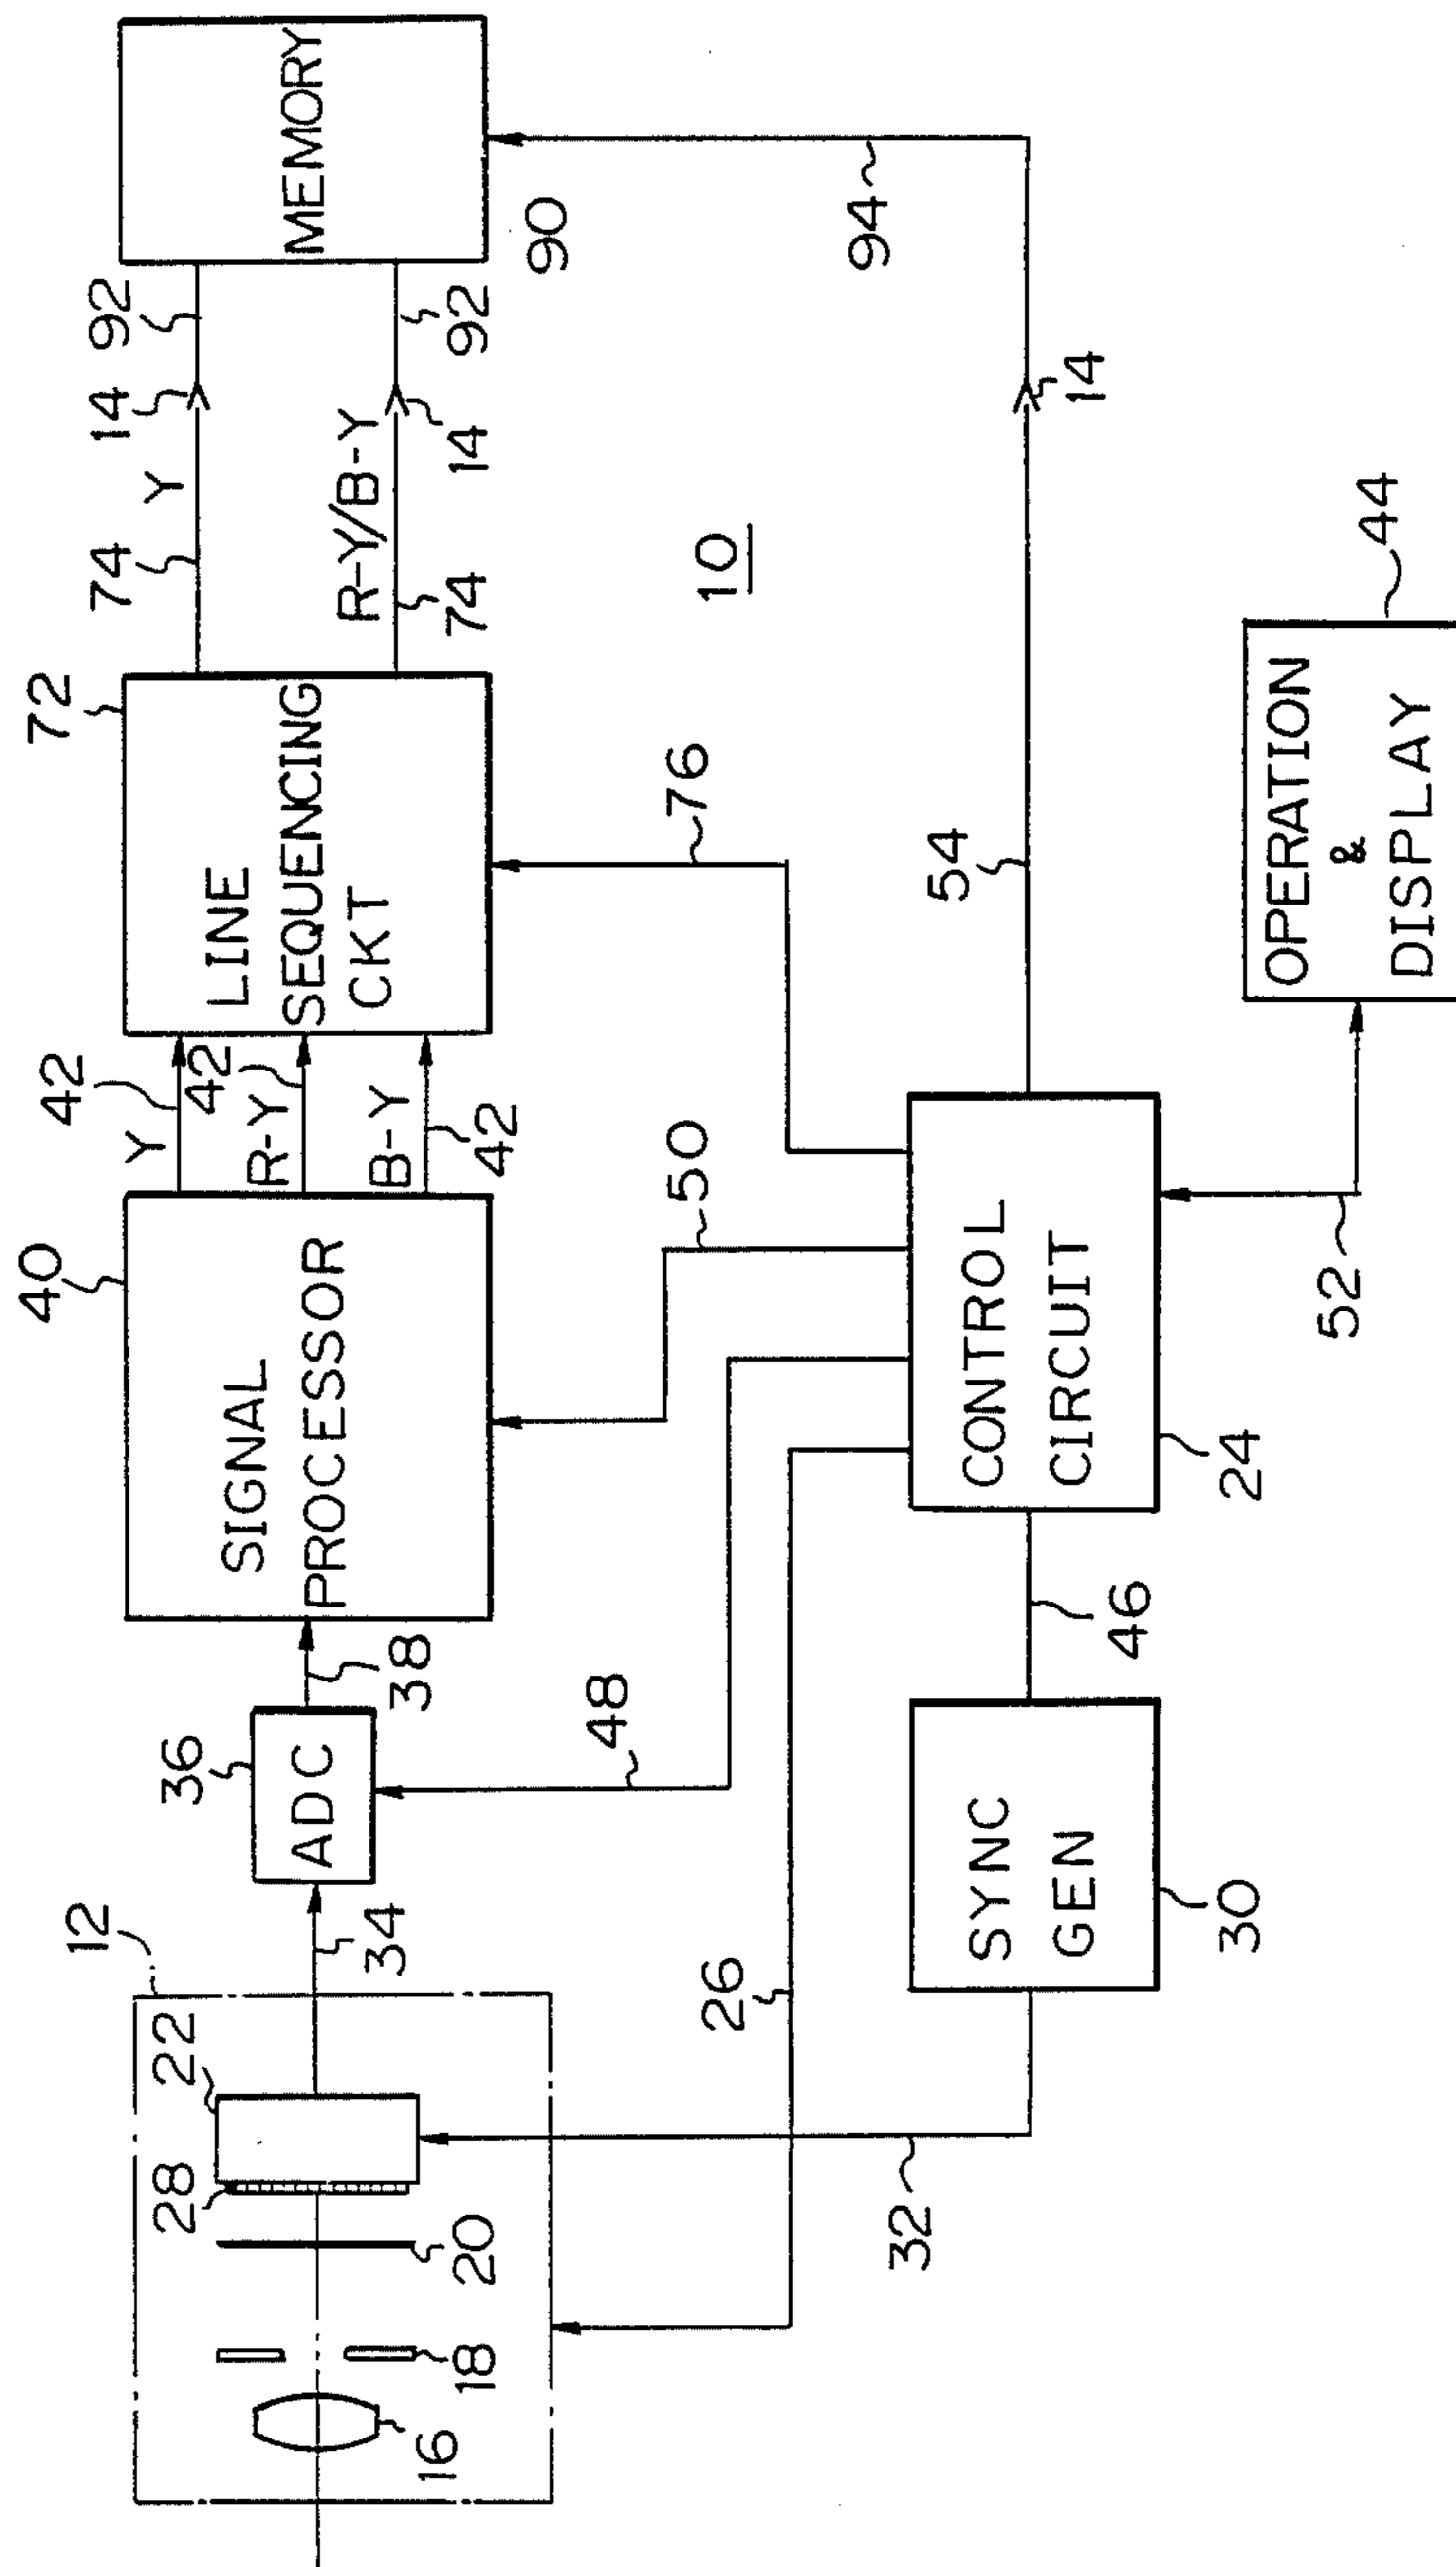 12
22
28
20
18
16
34
36
ADC
38
48
40
SIGNAL
PROCESSOR
50
Y
42
R-Y
42
B-Y
42
72
LINE
SEQUENCING
CKT
76
74
Y
14
92
R-Y/B-Y
74
14
92
MEMORY
90
94
10
26
32
SYNC
GEN
30
46
CONTROL
CIRCUIT
24
54
14
52
OPERATION
&
DISPLAY
44